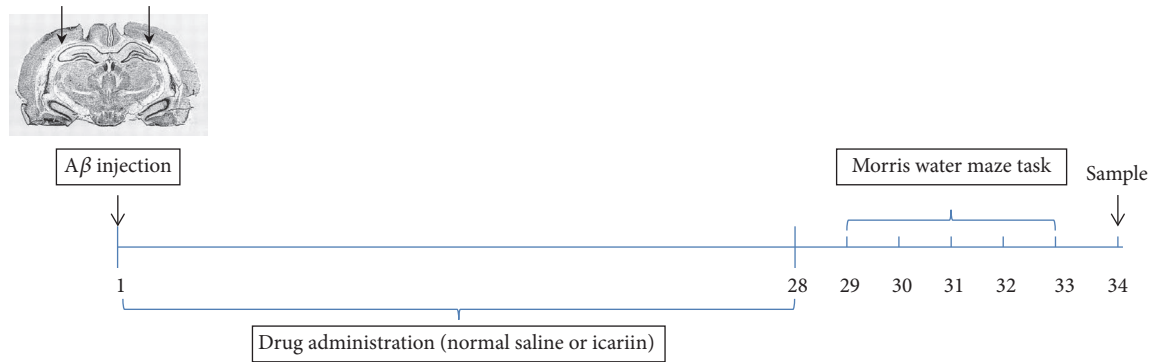 Aβ injection
Morris water maze task
Sample
1
28
29
30
31
32
33
34
Drug administration (normal saline or icariin)